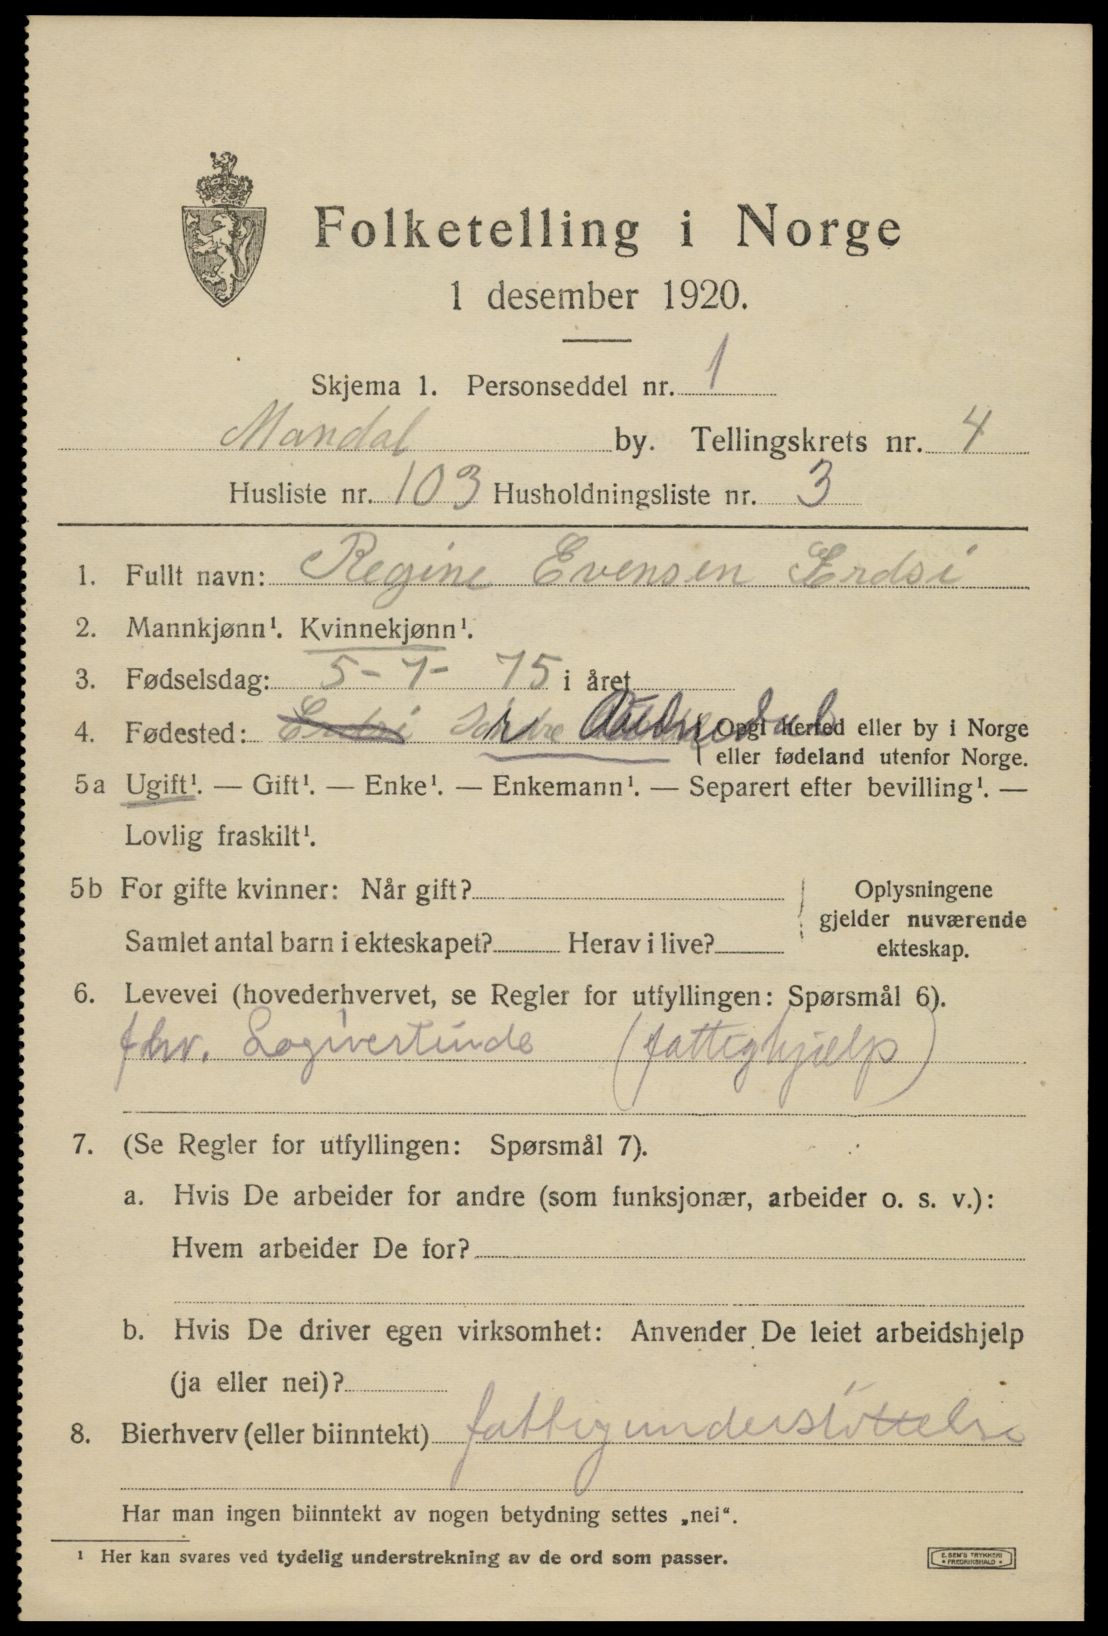 Folketelling i Norge
1 desember 1920.
Skjema 1. Personseddel nr. 1
Mandal by. Tellingskrets nr. 4
Husliste nr. 103 Husholdningsliste nr. 3
1. Fullt navn: Regine Evensen
2. Mannkjønn¹. Kvinnekjønn¹.
3. Fødselsdag: 5-7- 75 i året
4. Fødested: Opgi herred eller by i Norge
eller fødeland utenfor Norge.
5a Ugift¹. — Gift¹. — Enke¹. — Enkemann¹. — Separert efter bevilling¹. —
Lovlig fraskilt¹.
5b For gifte kvinner: Når gift?
Samlet antal barn i ekteskapet? Herav i live?
Oplysningene
gjelder nuværende
ekteskap.
6. Levevei (hovederhvervet, se Regler for utfyllingen: Spørsmål 6).
fhv. Logivertinde (fattighjælp)
7. (Se Regler for utfyllingen: Spørsmål 7).
a. Hvis De arbeider for andre (som funksjonær, arbeider o. s. v.):
Hvem arbeider De for?
b. Hvis De driver egen virksomhet: Anvender De leiet arbeidshjelp
(ja eller nei)?
8. Bierhverv (eller biinntekt) fattigunderstøttelse
Har man ingen biinntekt av nogen betydning settes „nei“.
¹ Her kan svares ved tydelig understrekning av de ord som passer.
E. SEM'S TRYKKERI
• FREDRIKSHALD •